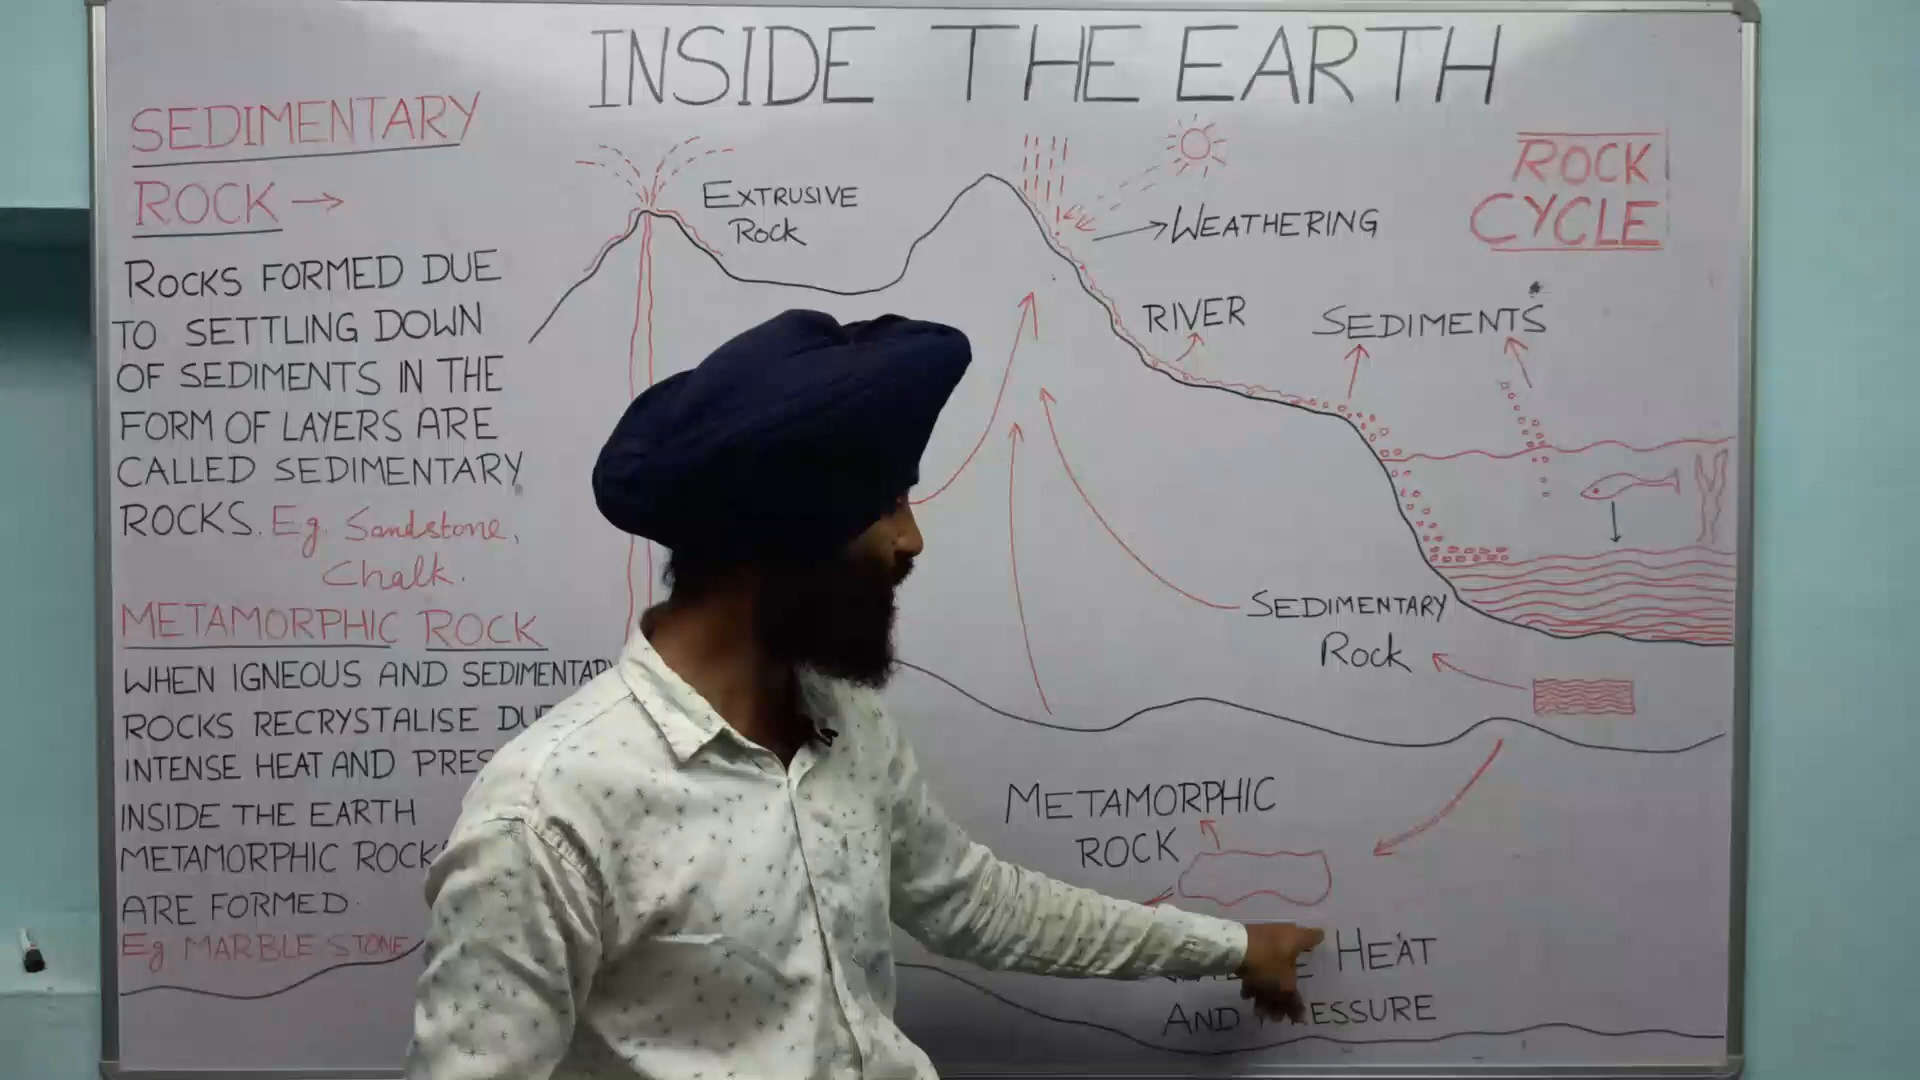 INSIDE THE EARTH
SEDIMENTARY
ROCK →
ROCKS FORMED DUE
TO SETTLING DOWN
OF SEDIMENTS IN THE
FORM OF LAYERS ARE
CALLED SEDIMENTARY
ROCKS. Eg. Sandstone,
Chalk.
METAMORPHIC ROCK
WHEN IGNEOUS AND SEDIMENTARY
ROCKS RECRYSTALISE
INTENSE HEAT AND
INSIDE THE EARTH
METAMORPHIC ROCKS
ARE FORMED.
Eg MARBLE STONE
EXTRUSIVE
ROCK
→ WEATHERING
ROCK
CYCLE
RIVER
SEDIMENTS
SEDIMENTARY
ROCK
METAMORPHIC
ROCK
HEAT
AND PRESSURE